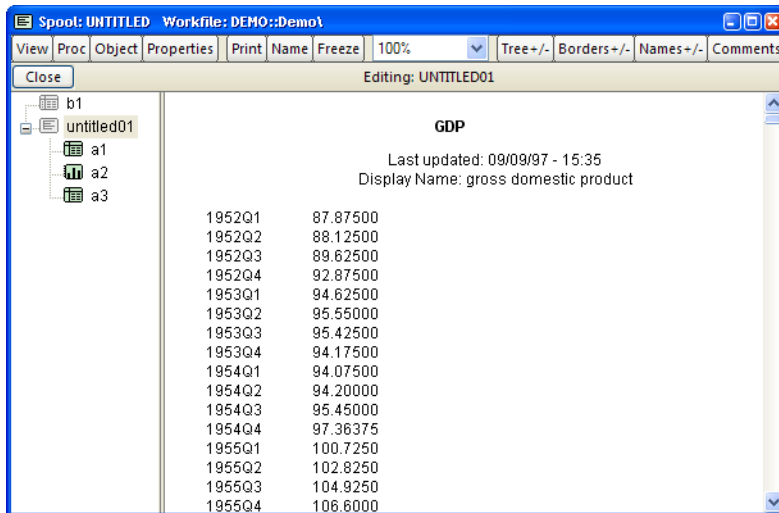 Spool: UNTITLED Workfile: DEMO::Demo\
View Proc Object Properties Print Name Freeze 100% Tree+/- Borders+/- Names+/- Comments
Close Editing: UNTITLED01
b1
untitled01
a1
a2
a3
GDP
Last updated: 09/09/97 - 15:35
Display Name: gross domestic product
1952Q1 87.87500
1952Q2 88.12500
1952Q3 89.62500
1952Q4 92.87500
1953Q1 94.62500
1953Q2 95.55000
1953Q3 95.42500
1953Q4 94.17500
1954Q1 94.07500
1954Q2 94.20000
1954Q3 95.45000
1954Q4 97.36375
1955Q1 100.7250
1955Q2 102.8250
1955Q3 104.9250
1955Q4 106.6000